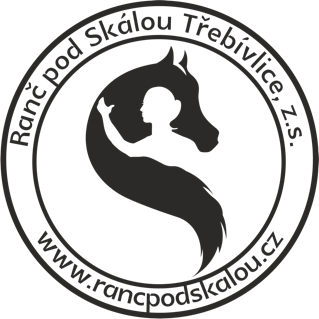 Ranč pod Skálou Třebívlice, z.s.
www.rancpodskalou.cz